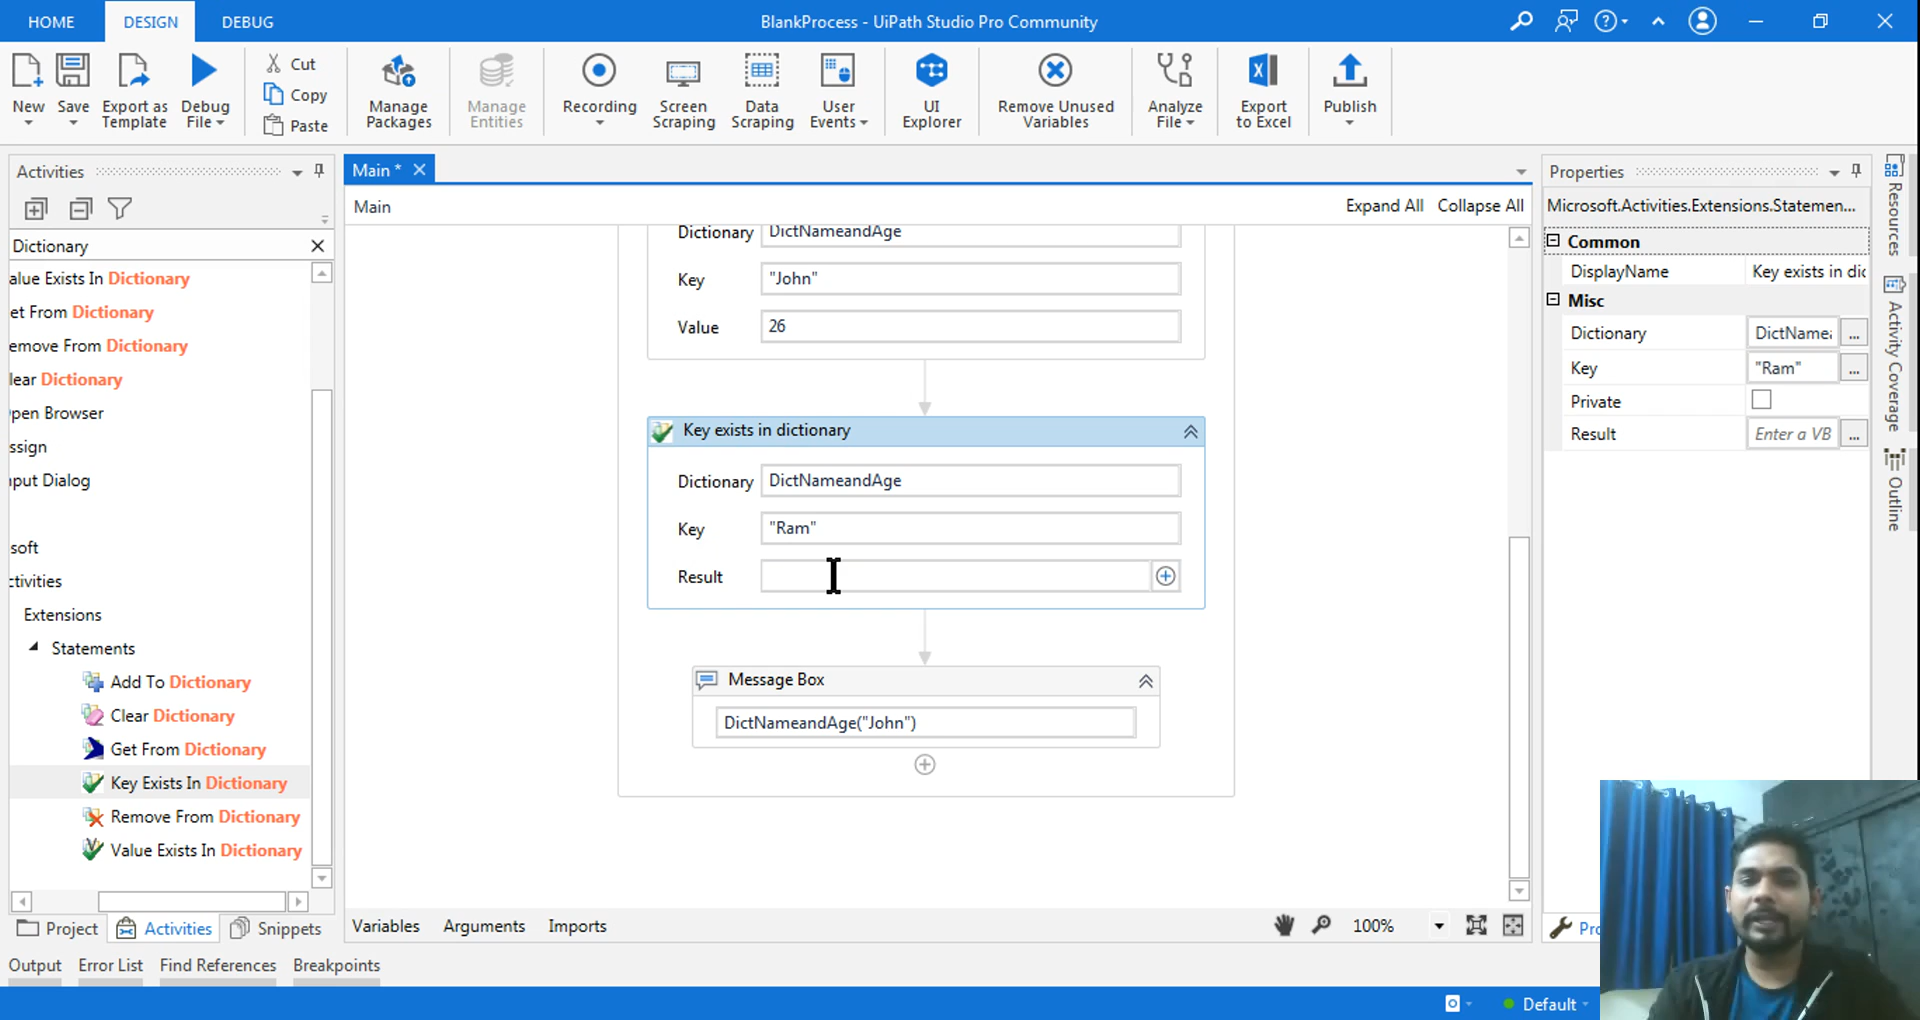 HOME DESIGN DEBUG BlankProcess - UiPath Studio Pro Community
New Save Export as Template Debug File Cut Copy Paste Manage Packages Manage Entities Recording Screen Scraping Data Scraping User Events UI Explorer Remove Unused Variables Analyze File Export to Excel Publish
Activities
Dictionary
alue Exists In Dictionary
et From Dictionary
emove From Dictionary
lear Dictionary
pen Browser
ssign
nput Dialog
soft
ctivities
Extensions
Statements
Add To Dictionary
Clear Dictionary
Get From Dictionary
Key Exists In Dictionary
Remove From Dictionary
Value Exists In Dictionary
Project Activities Snippets
Main *
Main Expand All Collapse All
Dictionary DictNameandAge
Key "John"
Value 26
Key exists in dictionary
Dictionary DictNameandAge
Key "Ram"
Result
Message Box
DictNameandAge("John")
Variables Arguments Imports 100%
Properties
Microsoft.Activities.Extensions.Statemen...
Common
DisplayName Key exists in dic
Misc
Dictionary DictName ...
Key "Ram" ...
Private
Result Enter a VB ...
Pro
Resources
Activity Coverage
Outline
Output Error List Find References Breakpoints
Default